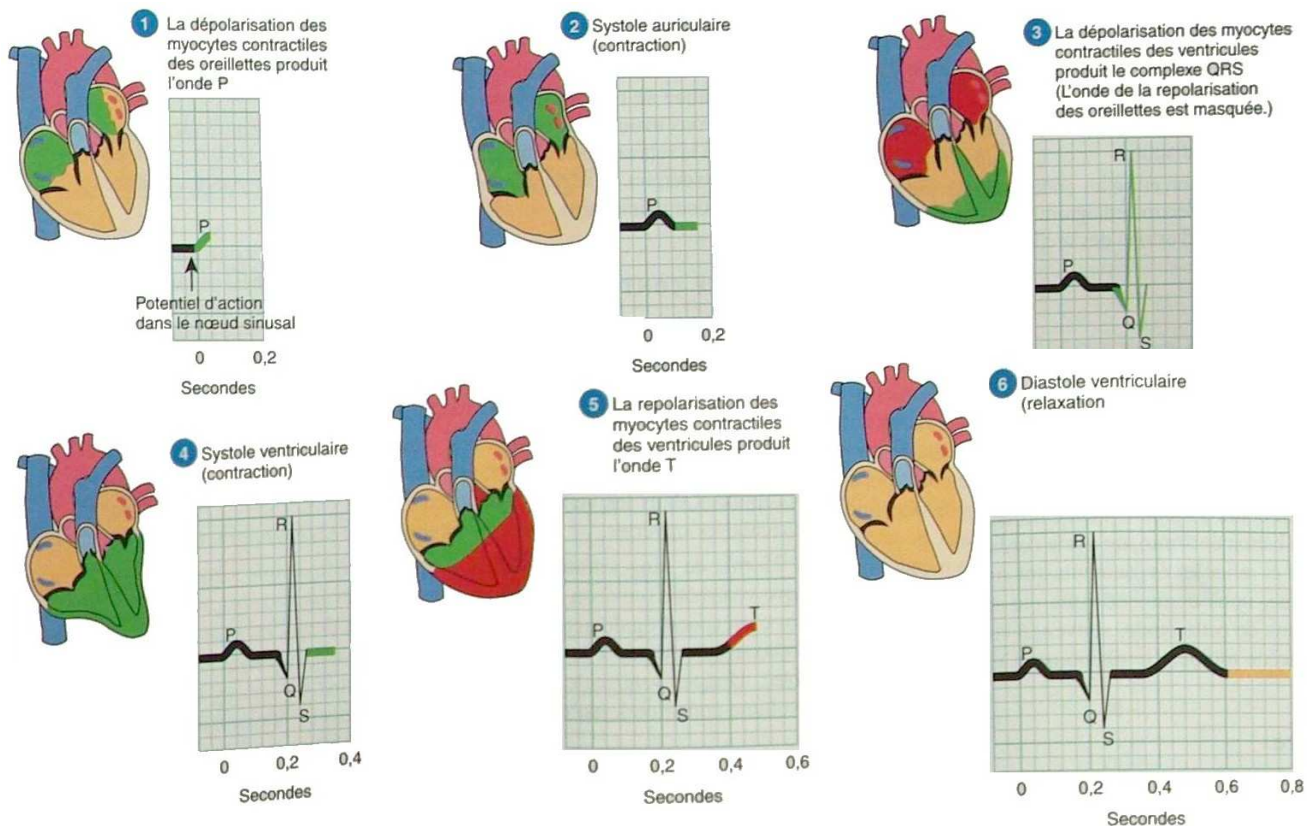 1 La dépolarisation des
myocytes contractiles
des oreillettes produit
l'onde P
P
Potentiel d'action
dans le nœud sinusal
0 0,2
Secondes
2 Systole auriculaire
(contraction)
P
0 0,2
Secondes
3 La dépolarisation des myocytes
contractiles des ventricules
produit le complexe QRS
(L'onde de la repolarisation
des oreillettes est masquée.)
R
P
Q
S
4 Systole ventriculaire
(contraction)
R
P
Q
S
0 0,2 0,4
Secondes
5 La repolarisation des
myocytes contractiles
des ventricules produit
l'onde T
R
P
T
Q
S
0 0,2 0,4 0,6
Secondes
6 Diastole ventriculaire
(relaxation
R
P
T
Q
S
0 0,2 0,4 0,6 0,8
Secondes